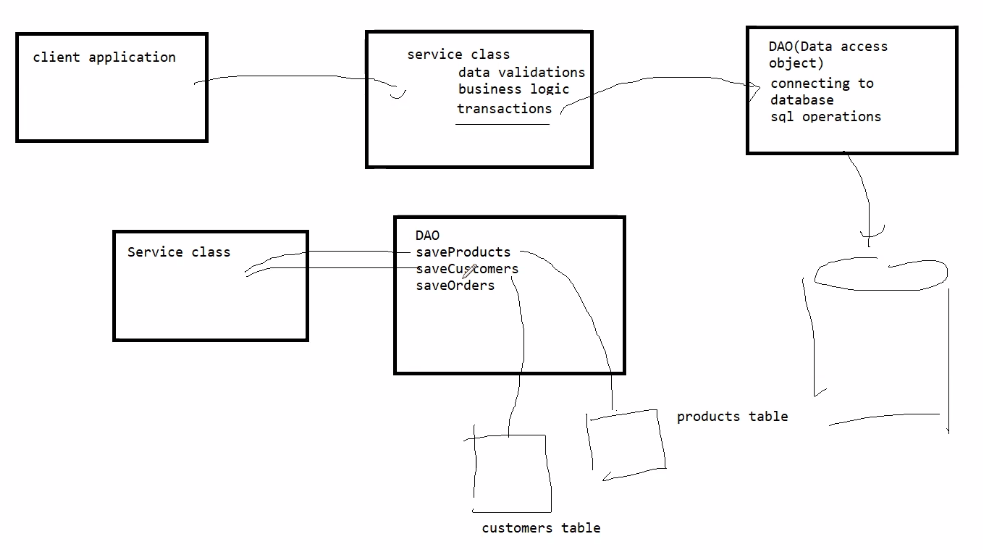 client application
service class
data validations
business logic
transactions
DAO(Data access
object)
connecting to
database
sql operations
Service class
DAO
saveProducts
saveCustomers
saveOrders
products table
customers table